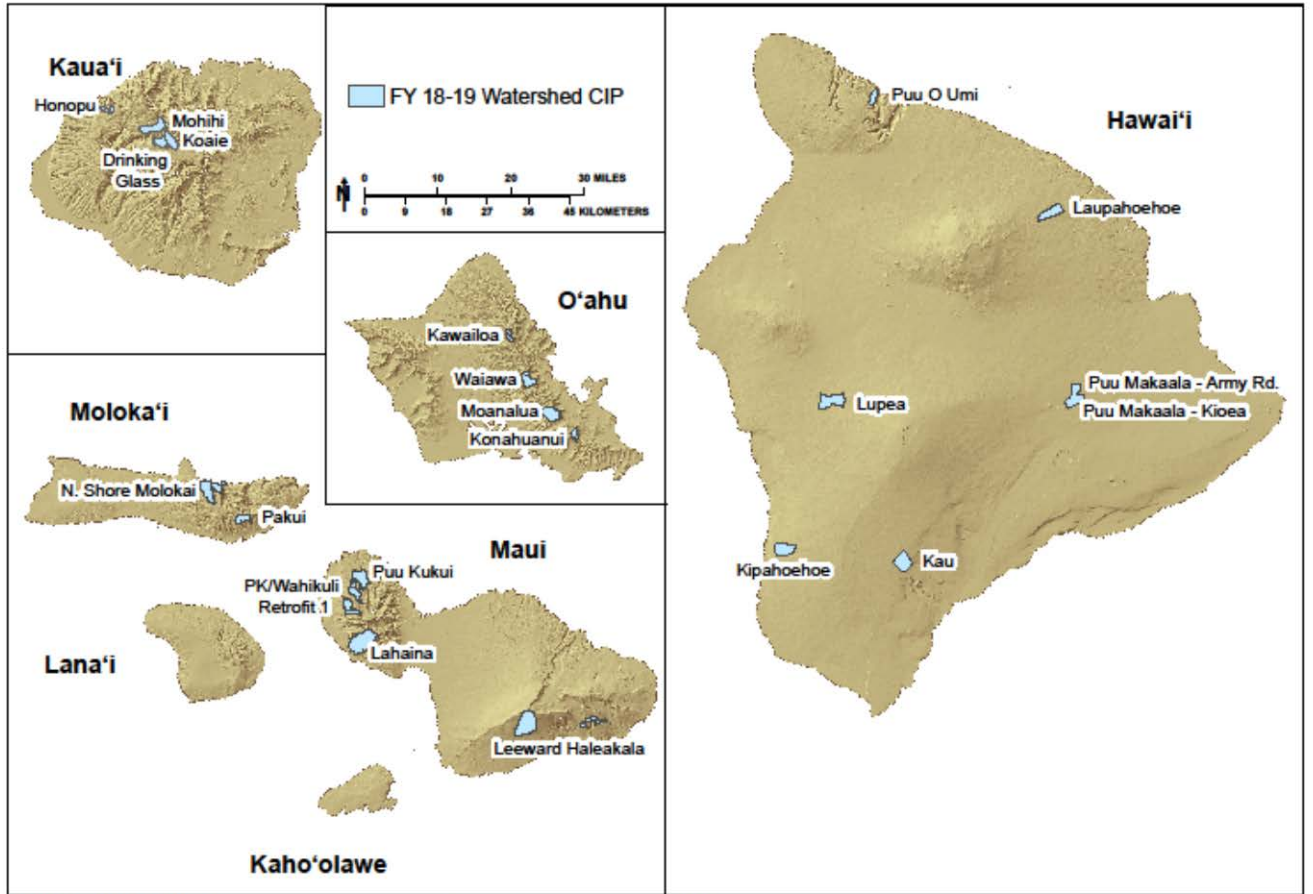 Kaua‘i
Honopu
Mohihi
Koaie
Drinking
Glass
FY 18-19 Watershed CIP
N
0 10 20 30 MILES
0 9 18 27 36 45 KILOMETERS
O‘ahu
Kawailoa
Waiawa
Moanalua
Konahuanui
Moloka‘i
N. Shore Molokai
Pakui
Maui
Puu Kukui
PK/Wahikuli
Retrofit 1
Lahaina
Leeward Haleakala
Lana‘i
Kaho‘olawe
Hawai‘i
Puu O Umi
Laupahoehoe
Puu Makaala - Army Rd.
Puu Makaala - Kioea
Lupea
Kipahoehoe
Kau